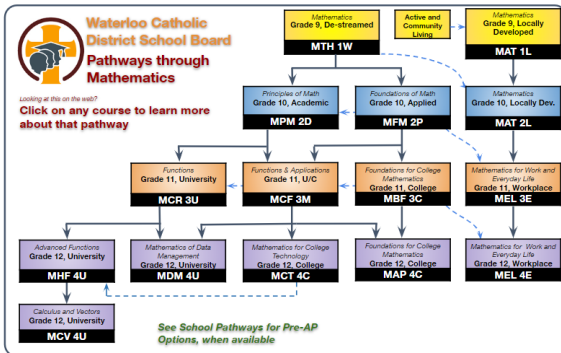 Waterloo Catholic
District School Board
Pathways through
Mathematics
Looking at this on the web?
Click on any course to learn more
about that pathway
Mathematics
Grade 9, De-streamed
MTH 1W
Active and
Community
Living
Mathematics
Grade 9, Locally
Developed
MAT 1L
Principles of Math
Grade 10, Academic
MPM 2D
Foundations of Math
Grade 10, Applied
MFM 2P
Mathematics
Grade 10, Locally Dev.
MAT 2L
Functions
Grade 11, University
MCR 3U
Functions & Applications
Grade 11, U/C
MCF 3M
Foundations for College
Mathematics
Grade 11, College
MBF 3C
Mathematics for Work and
Everyday Life
Grade 11, Workplace
MEL 3E
Advanced Functions
Grade 12, University
MHF 4U
Mathematics of Data
Management
Grade 12, University
MDM 4U
Mathematics for College
Technology
Grade 12, College
MCT 4C
Foundations for College
Mathematics
Grade 12, College
MAP 4C
Mathematics for Work and
Everyday Life
Grade 12, Workplace
MEL 4E
Calculus and Vectors
Grade 12, University
MCV 4U
See School Pathways for Pre-AP
Options, when available